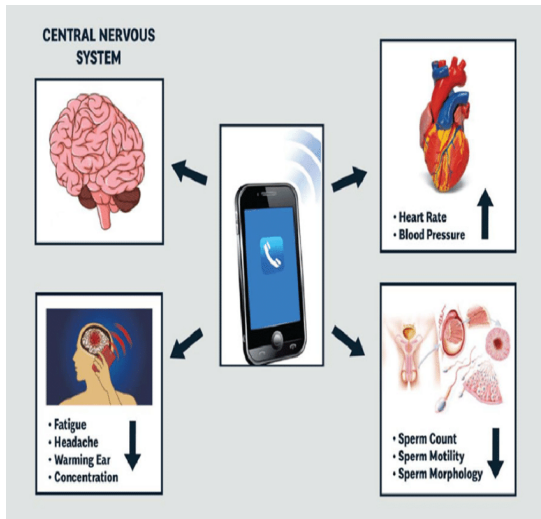 CENTRAL NERVOUS
SYSTEM
• Heart Rate
• Blood Pressure
• Fatigue
• Headache
• Warming Ear
• Concentration
• Sperm Count
• Sperm Motility
• Sperm Morphology